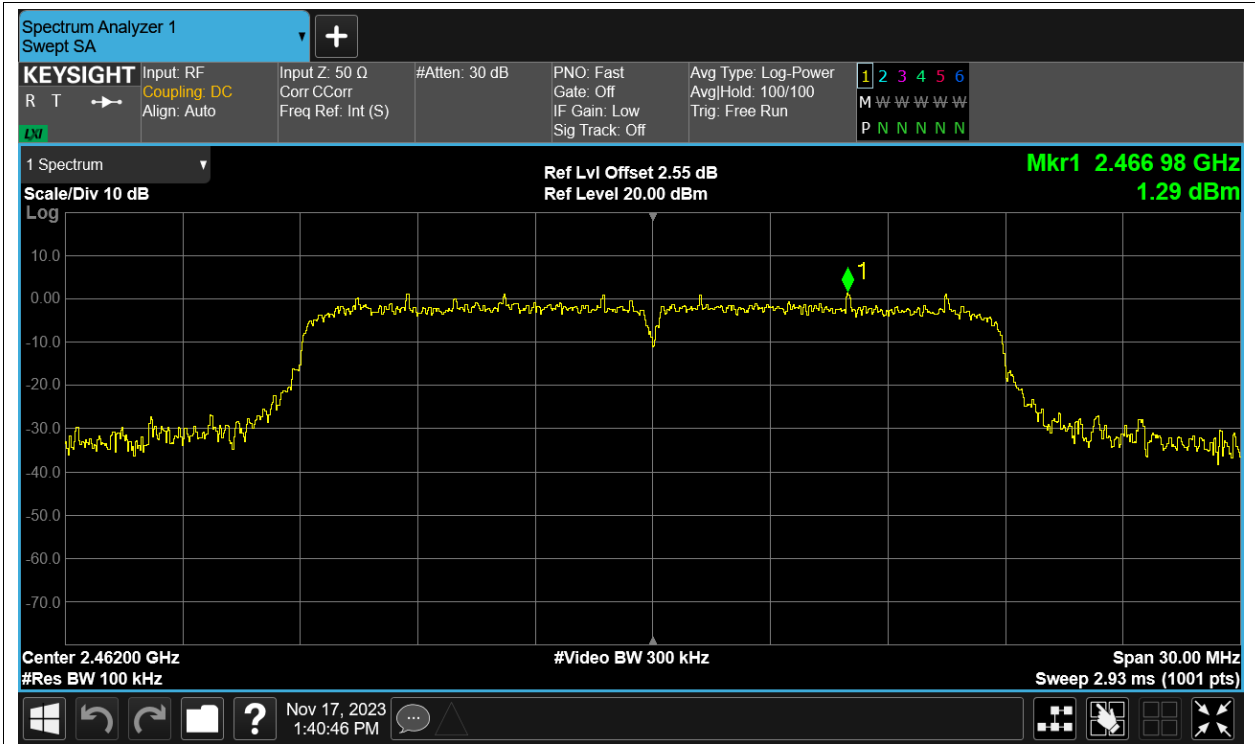 Spectrum Analyzer 1
Swept SA
+
KEYSIGHT
R T
LXI
Input: RF
Coupling: DC
Align: Auto
Input Z: 50 Ω
Corr CCorr
Freq Ref: Int (S)
#Atten: 30 dB
PNO: Fast
Gate: Off
IF Gain: Low
Sig Track: Off
Avg Type: Log-Power
Avg|Hold: 100/100
Trig: Free Run
1 2 3 4 5 6
M W W W W W
P N N N N N
1 Spectrum
Scale/Div 10 dB
Log
Ref Lvl Offset 2.55 dB
Ref Level 20.00 dBm
Mkr1 2.466 98 GHz
1.29 dBm
1
10.0
0.00
-10.0
-20.0
-30.0
-40.0
-50.0
-60.0
-70.0
Center 2.46200 GHz
#Res BW 100 kHz
#Video BW 300 kHz
Span 30.00 MHz
Sweep 2.93 ms (1001 pts)
?
Nov 17, 2023
1:40:46 PM